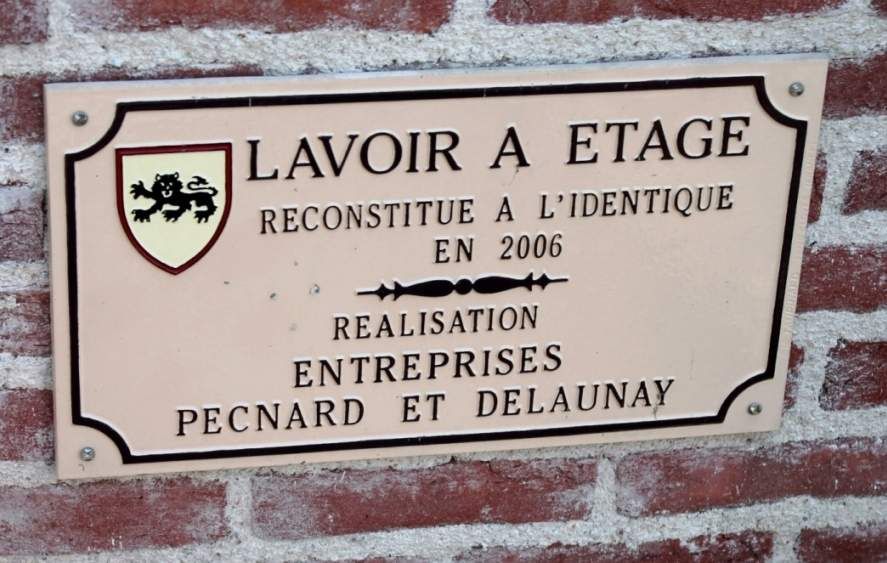 LAVOIR A ETAGE
RECONSTITUE A L'IDENTIQUE
EN 2006
REALISATION
ENTREPRISES
PECNARD ET DELAUNAY